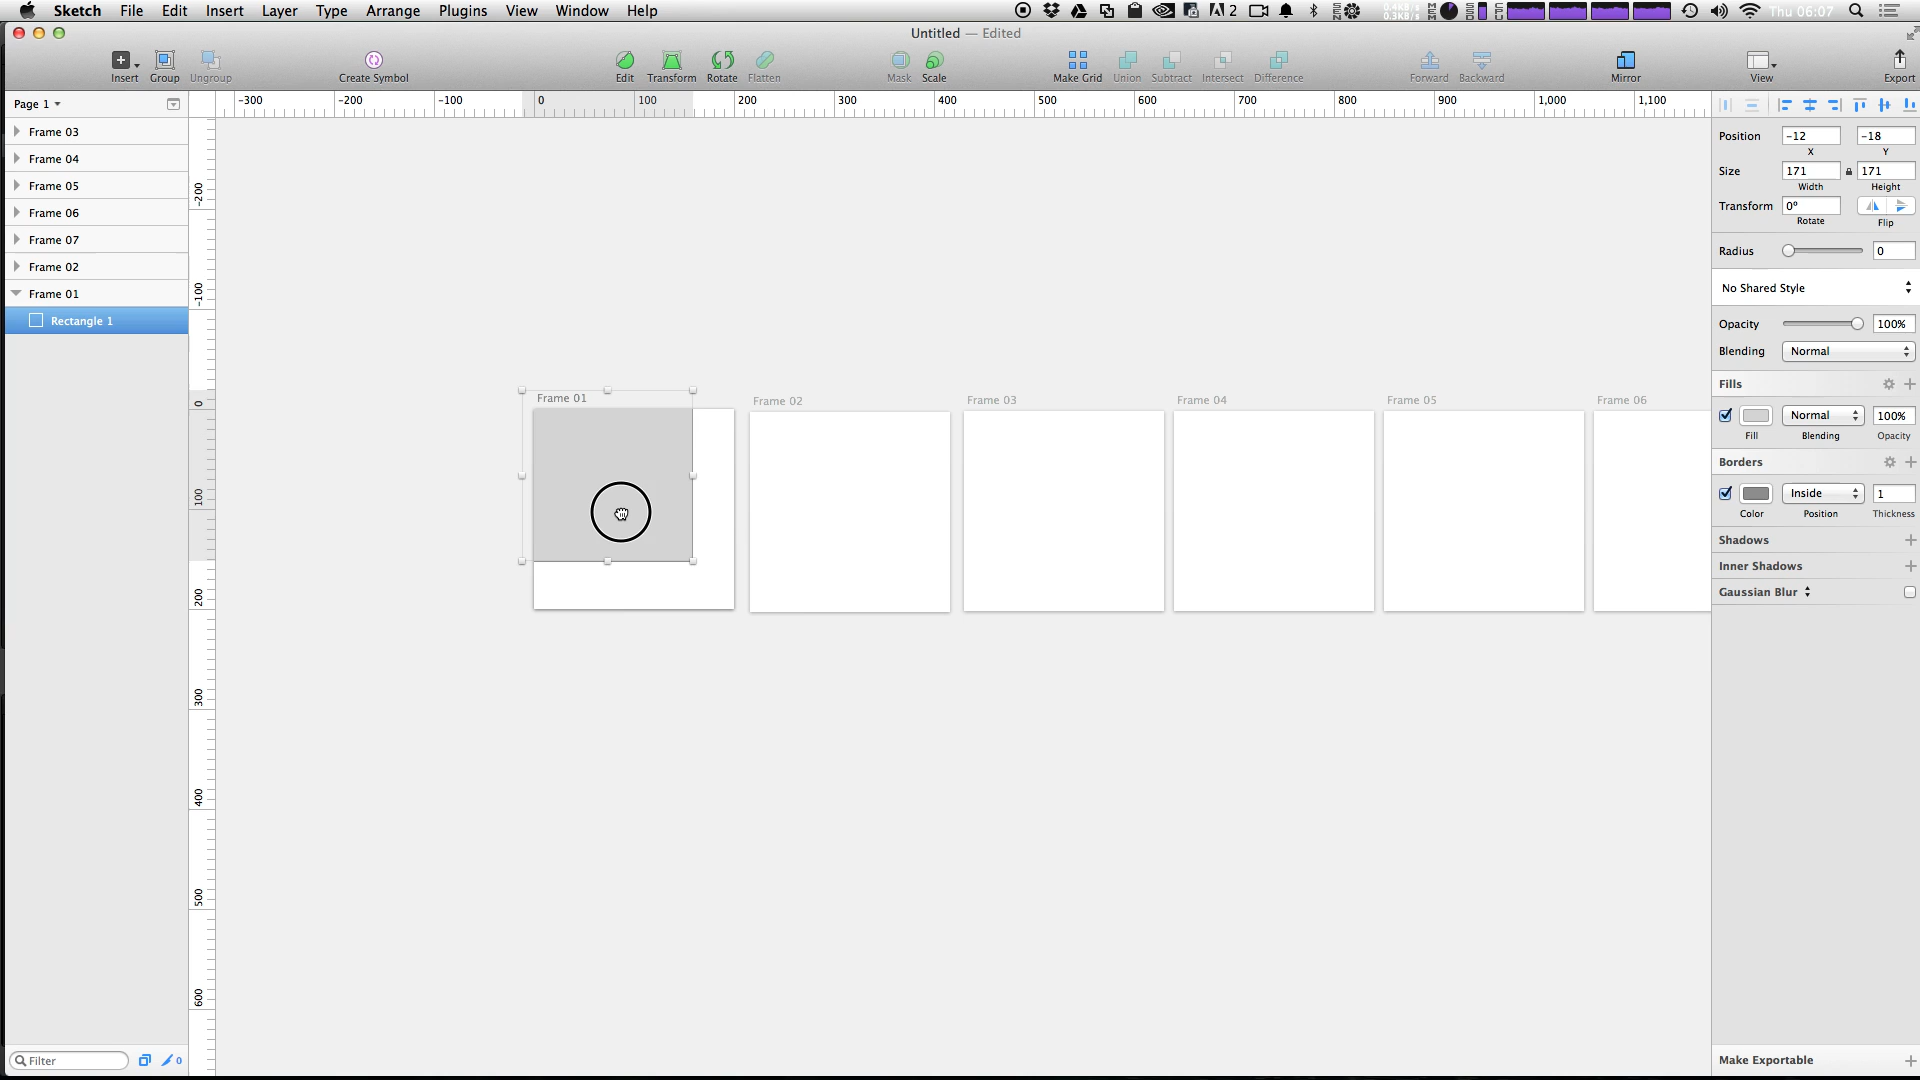 Sketch File Edit Insert Layer Type Arrange Plugins View Window Help 2 0.4KB/s 0.3KB/s Thu 06:07
Untitled — Edited
Insert Group Ungroup Create Symbol Edit Transform Rotate Flatten Mask Scale Make Grid Union Subtract Intersect Difference Forward Backward Mirror View Export
Page 1
-300 -200 -100 0 100 200 300 400 500 600 700 800 900 1,000 1,100
Frame 03
Frame 04
Frame 05
Frame 06
Frame 07
Frame 02
Frame 01
Rectangle 1
-200
-100
0
100
200
300
400
500
600
Frame 01 Frame 02 Frame 03 Frame 04 Frame 05 Frame 06
Position -12 -18
X Y
Size 171 171
Width Height
Transform 0°
Rotate Flip
Radius 0
No Shared Style
Opacity 100%
Blending Normal
Fills
Normal 100%
Fill Blending Opacity
Borders
Inside 1
Color Position Thickness
Shadows
Inner Shadows
Gaussian Blur
Filter 0
Make Exportable